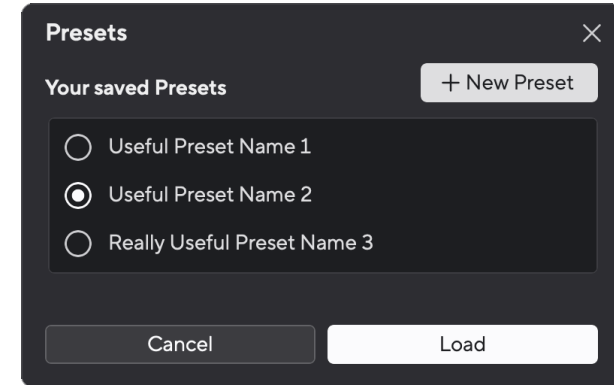 Presets
Your saved Presets
+ New Preset
Useful Preset Name 1
Useful Preset Name 2
Really Useful Preset Name 3
Cancel
Load